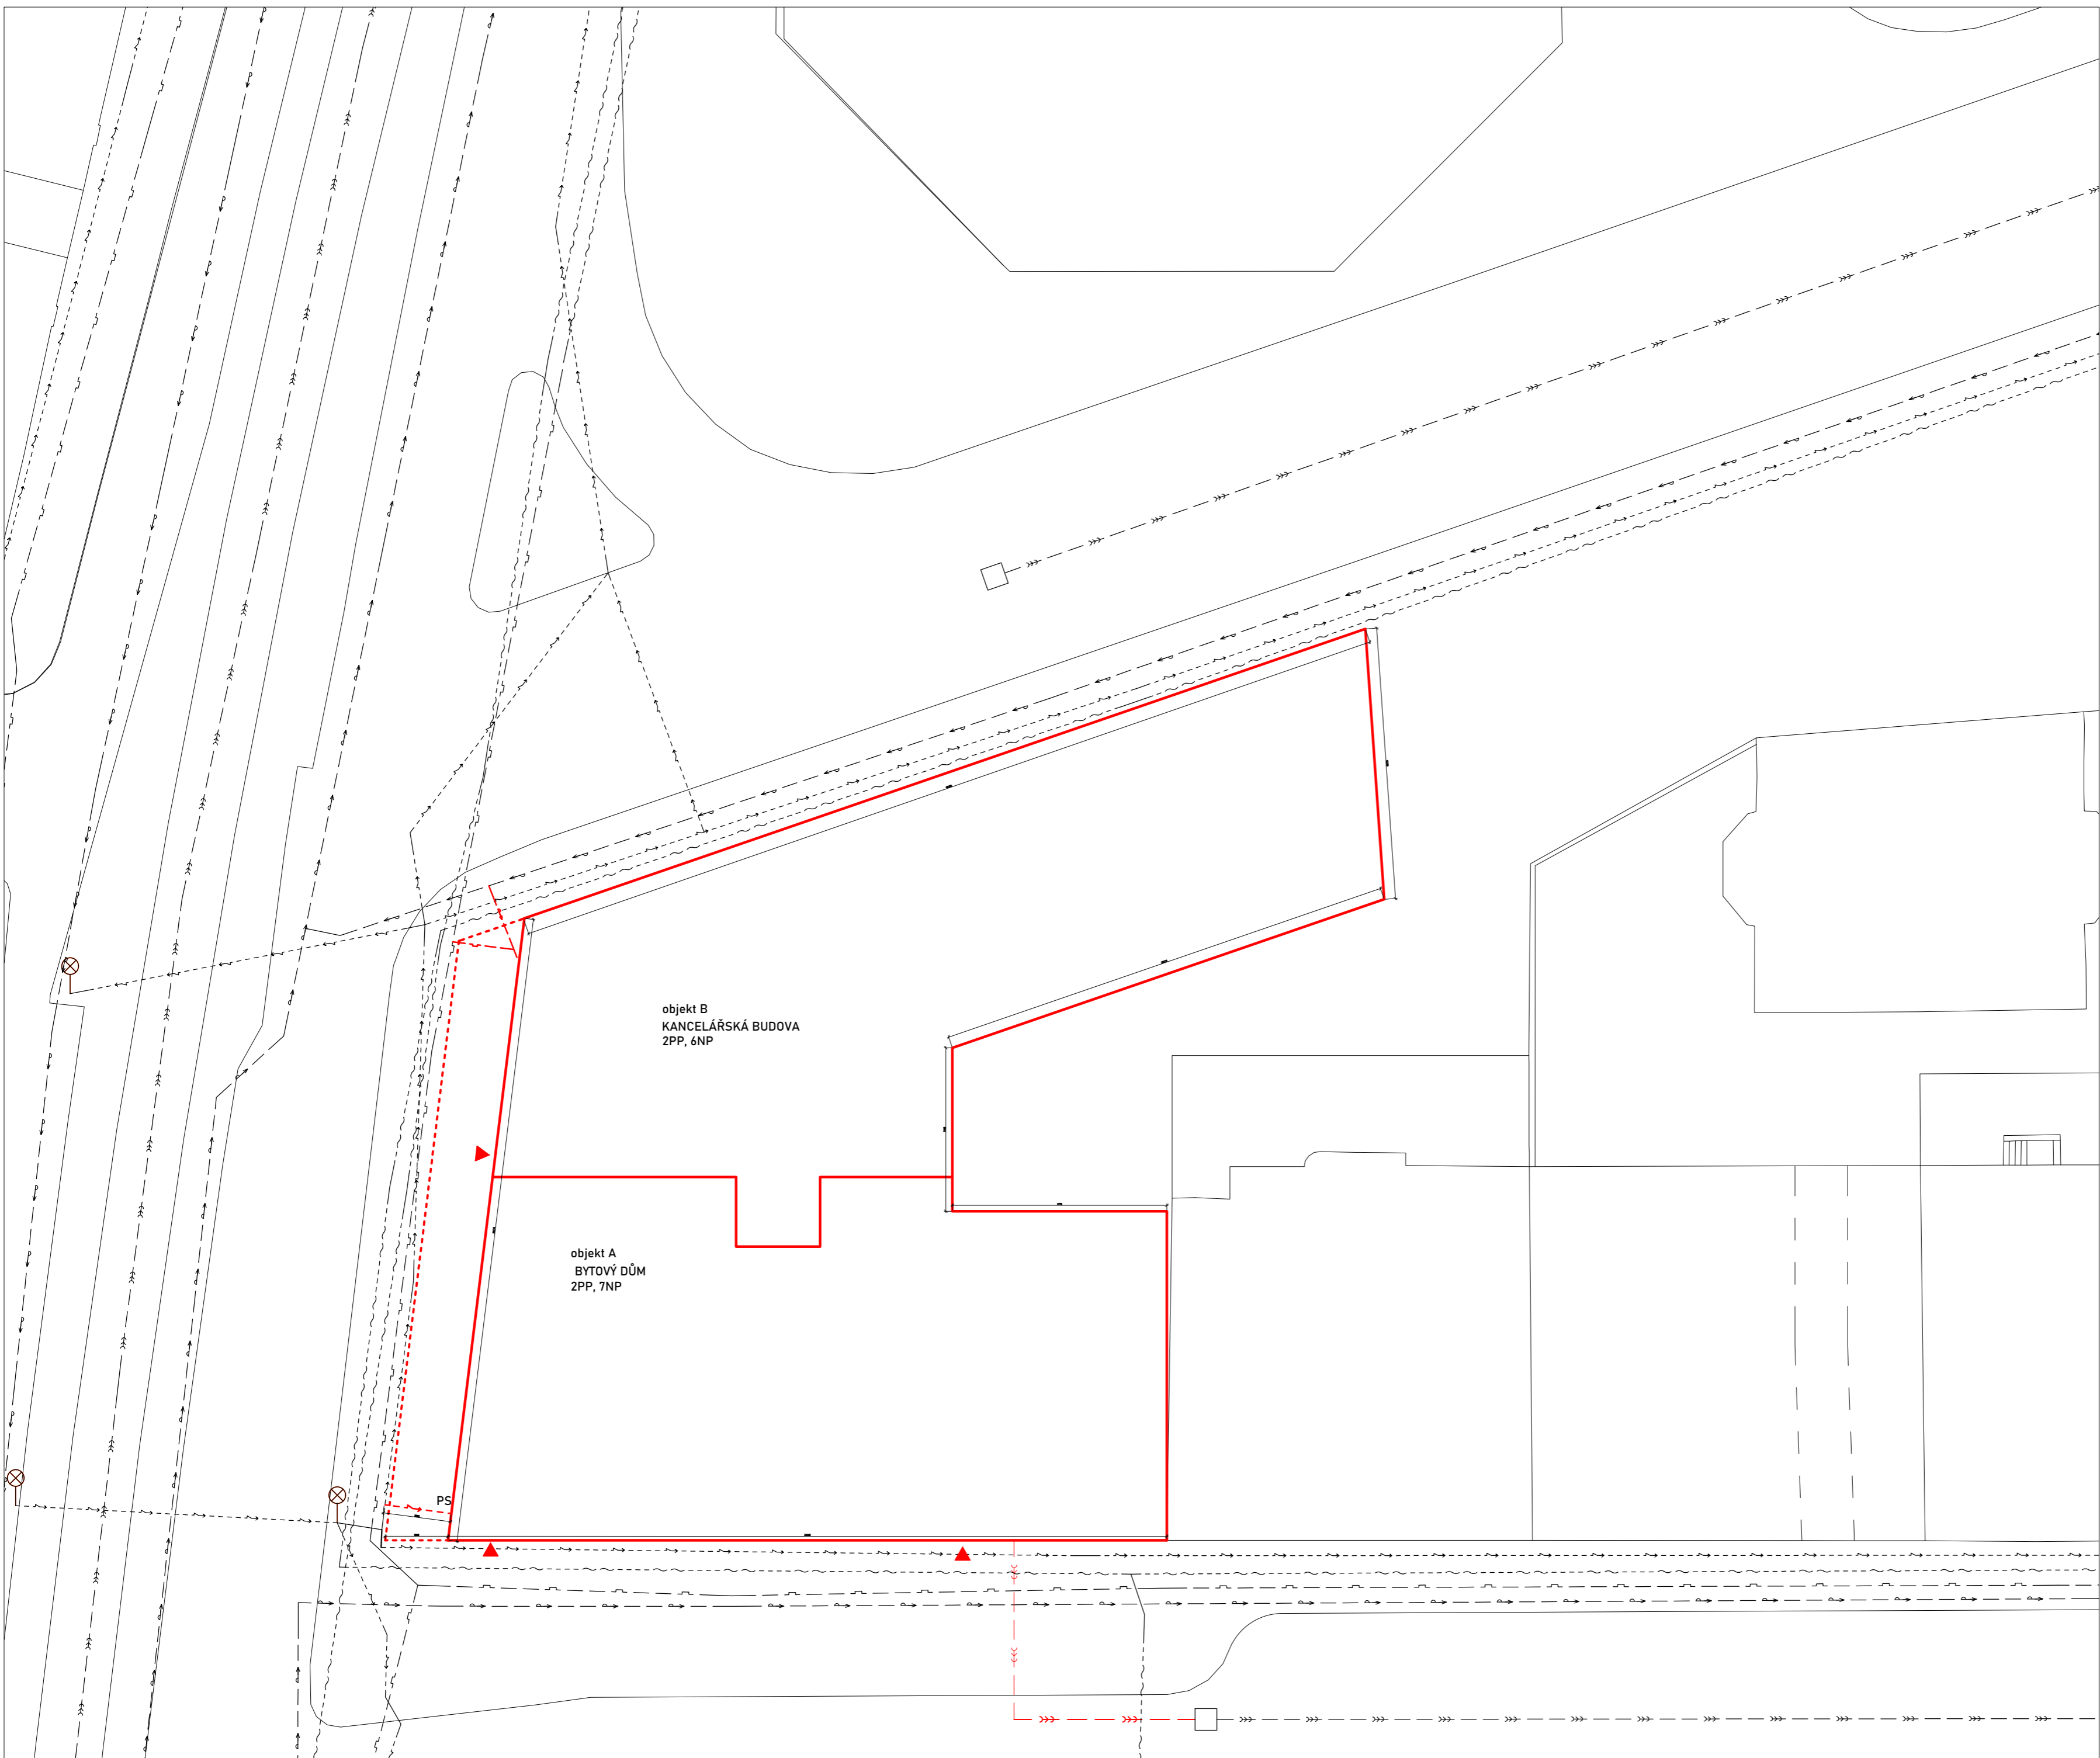 objekt B
KANCELÁŘSKÁ BUDOVA
2PP, 6NP
objekt A
BYTOVÝ DŮM
2PP, 7NP
PS